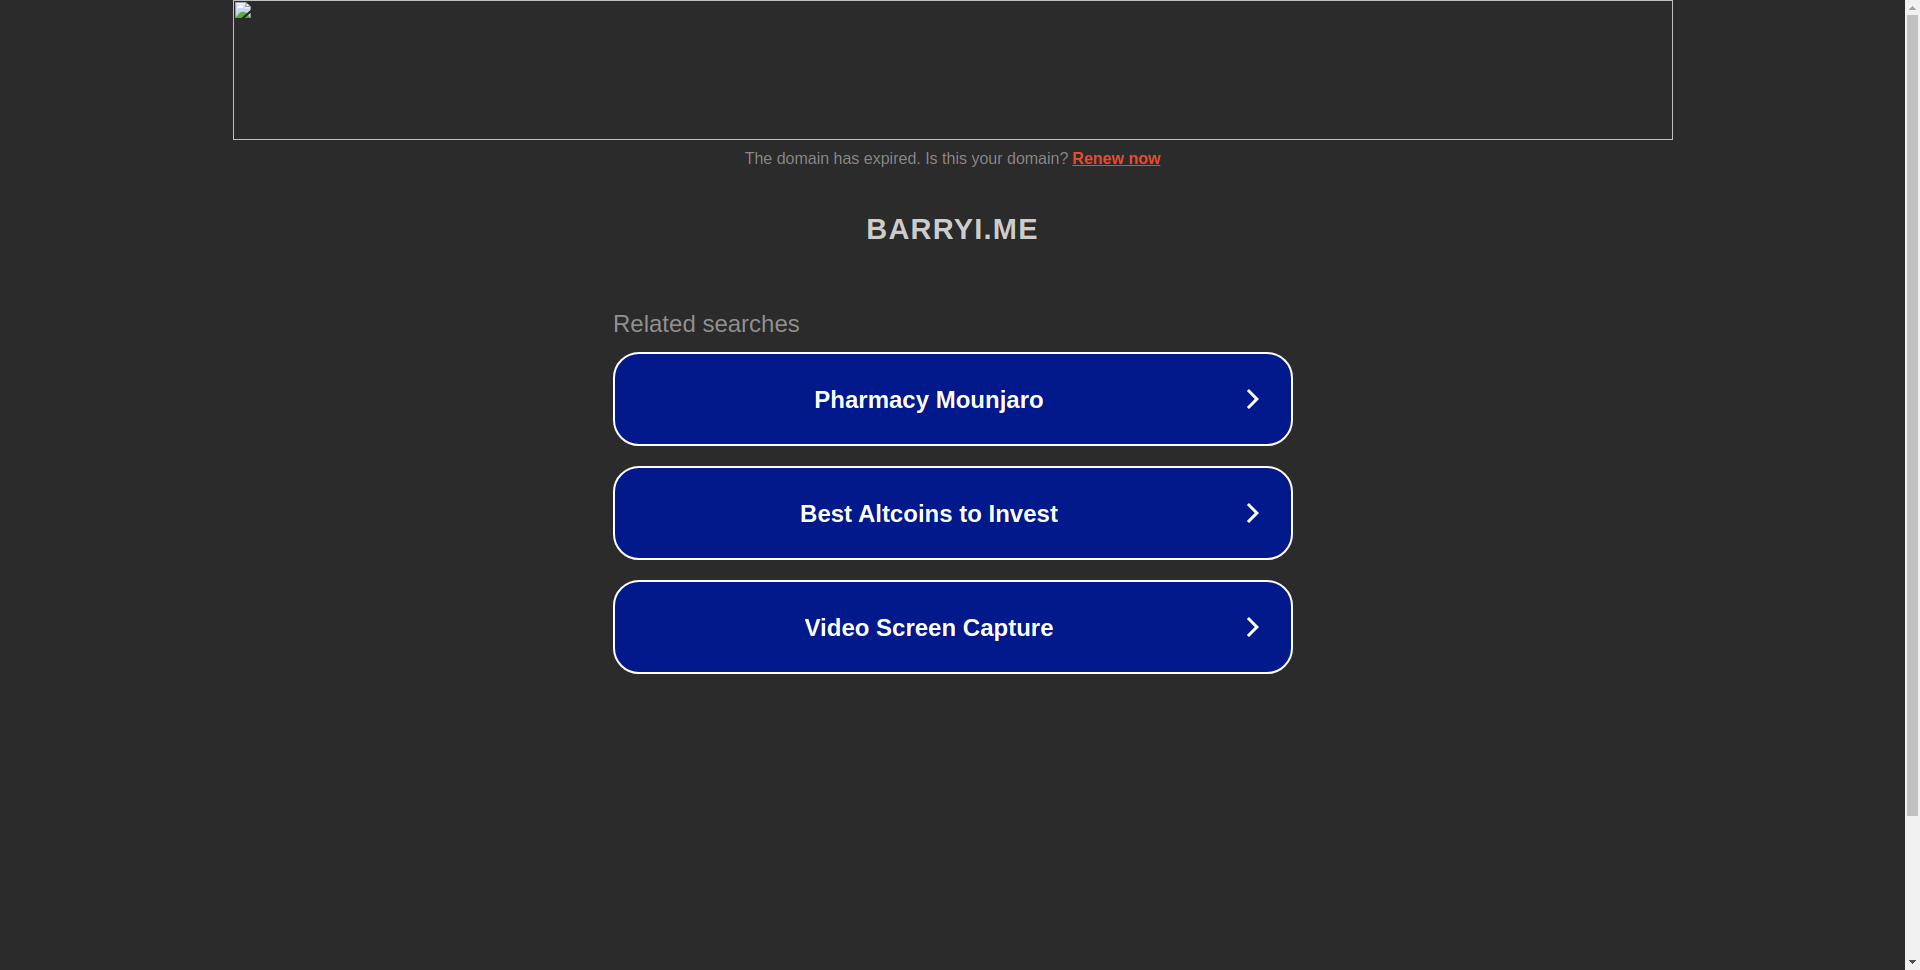 The domain has expired. Is this your domain? Renew now
BARRYI.ME
Related searches
Pharmacy Mounjaro
Best Altcoins to Invest
Video Screen Capture